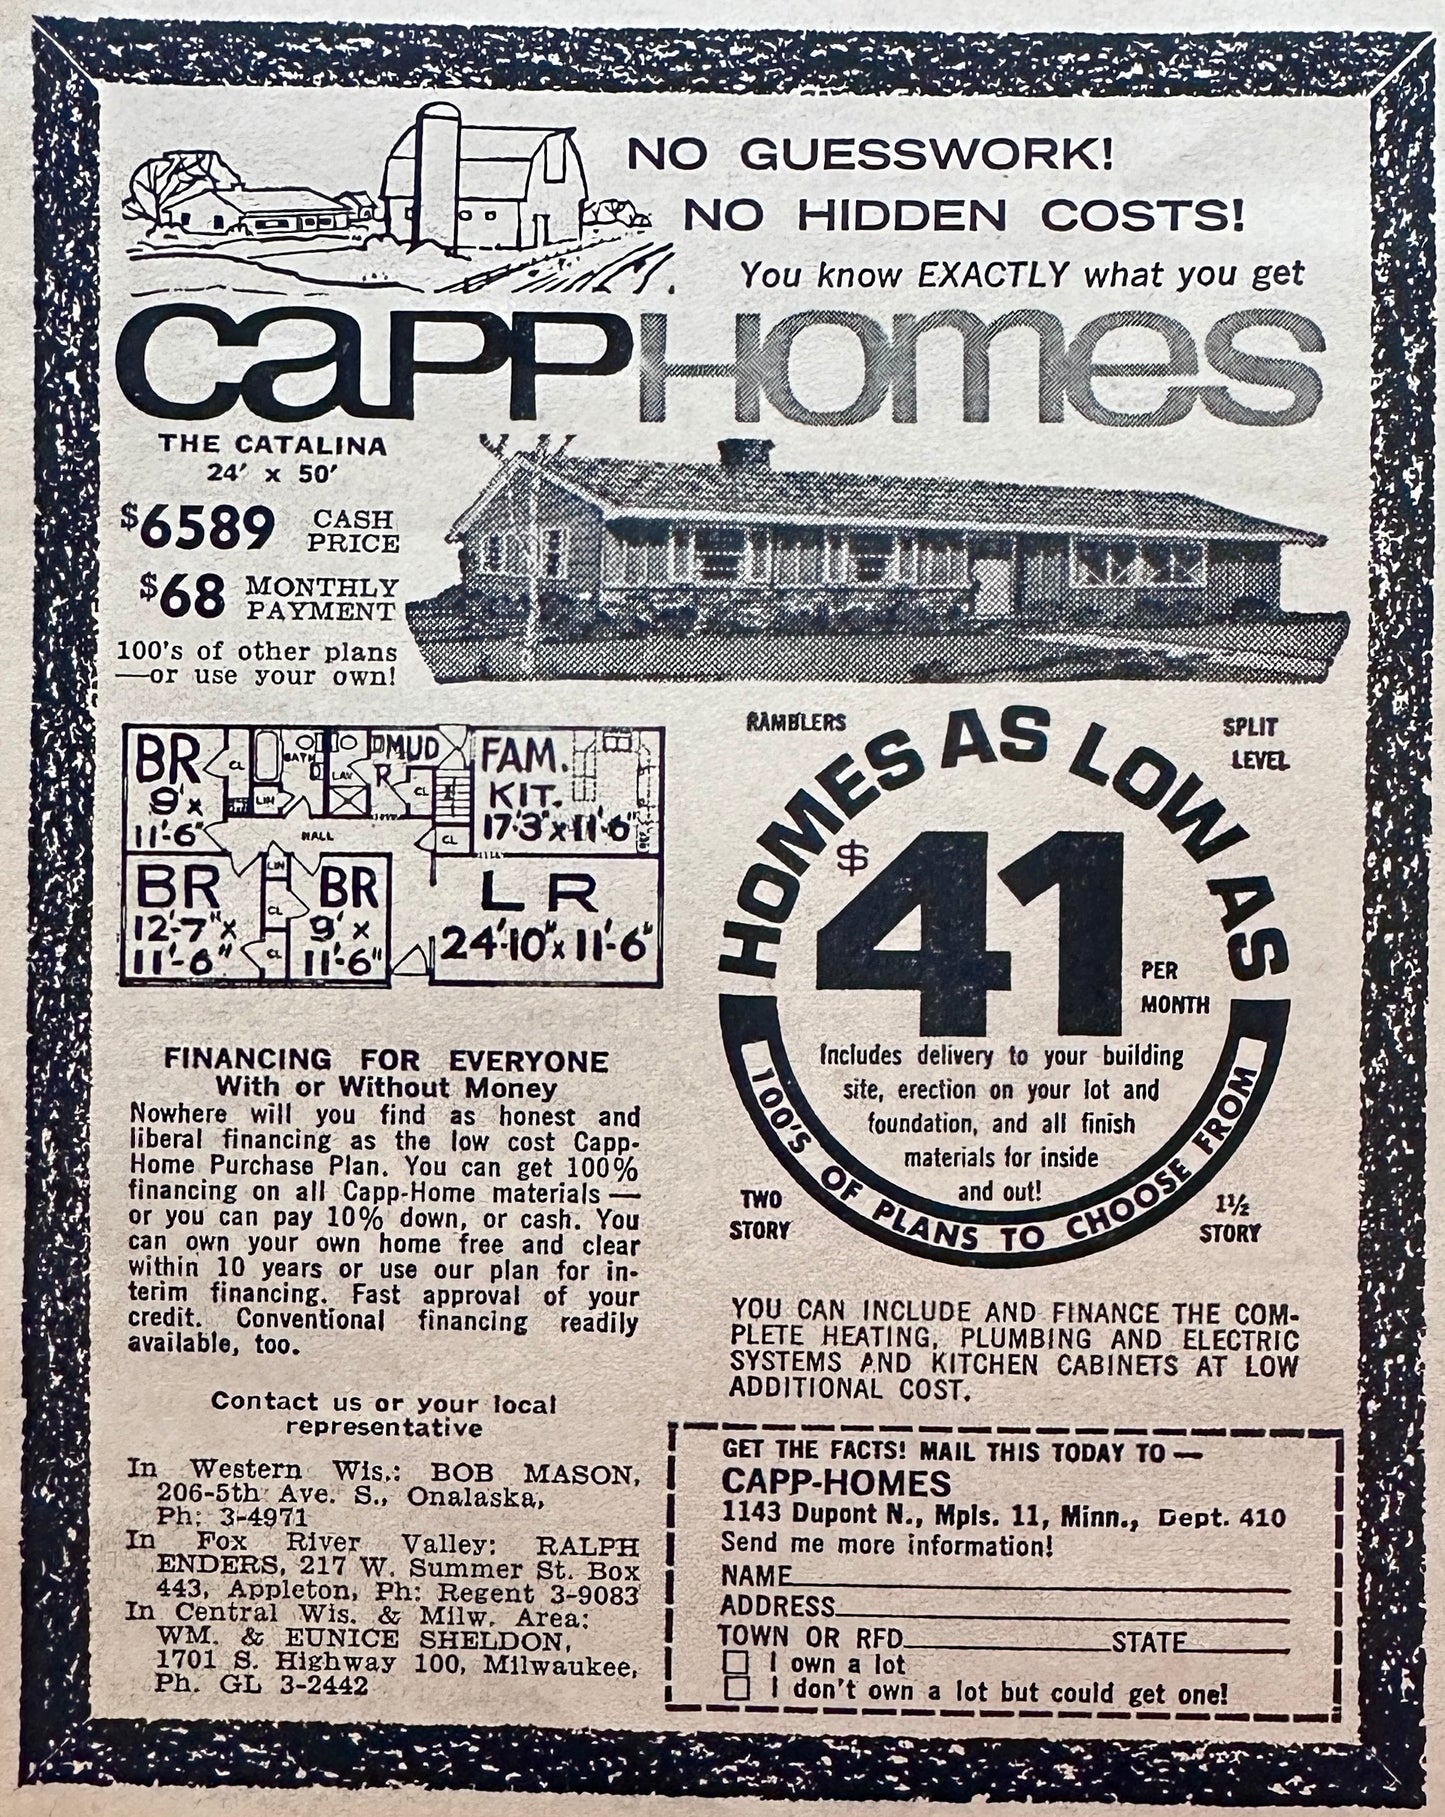 NO GUESSWORK!
NO HIDDEN COSTS!
You know EXACTLY what you get
CAPP HOMES
THE CATALINA
24' x 50'
$6589 CASH PRICE
$68 MONTHLY PAYMENT
100's of other plans
—or use your own!
BR
9' x
11'-6"
CL
LIN
BATH
LAV
MUD
R
CL
FAM.
KIT.
17'-3" x 11'-6"
HALL
CL
BR
12'-7" x
11'-6"
LIN
CL
CL
BR
9' x
11'-6"
LR
24'-10" x 11'-6"
RAMBLERS
SPLIT
LEVEL
HOMES AS LOW AS
$41
PER
MONTH
Includes delivery to your building
site, erection on your lot and
foundation, and all finish
materials for inside
and out!
100'S OF PLANS TO CHOOSE FROM
TWO
STORY
1½
STORY
FINANCING FOR EVERYONE
With or Without Money
Nowhere will you find as honest and
liberal financing as the low cost Capp-
Home Purchase Plan. You can get 100%
financing on all Capp-Home materials —
or you can pay 10% down, or cash. You
can own your own home free and clear
within 10 years or use our plan for in-
terim financing. Fast approval of your
credit. Conventional financing readily
available, too.
Contact us or your local
representative
In Western Wis.: BOB MASON,
206-5th Ave. S., Onalaska,
Ph: 3-4971
In Fox River Valley: RALPH
ENDERS, 217 W. Summer St. Box
443, Appleton, Ph: Regent 3-9083
In Central Wis. & Milw. Area:
WM. & EUNICE SHELDON,
1701 S. Highway 100, Milwaukee,
Ph. GL 3-2442
YOU CAN INCLUDE AND FINANCE THE COM-
PLETE HEATING, PLUMBING AND ELECTRIC
SYSTEMS AND KITCHEN CABINETS AT LOW
ADDITIONAL COST.
GET THE FACTS! MAIL THIS TODAY TO —
CAPP-HOMES
1143 Dupont N., Mpls. 11, Minn., Dept. 410
Send me more information!
NAME
ADDRESS
TOWN OR RFD STATE
I own a lot
I don't own a lot but could get one!